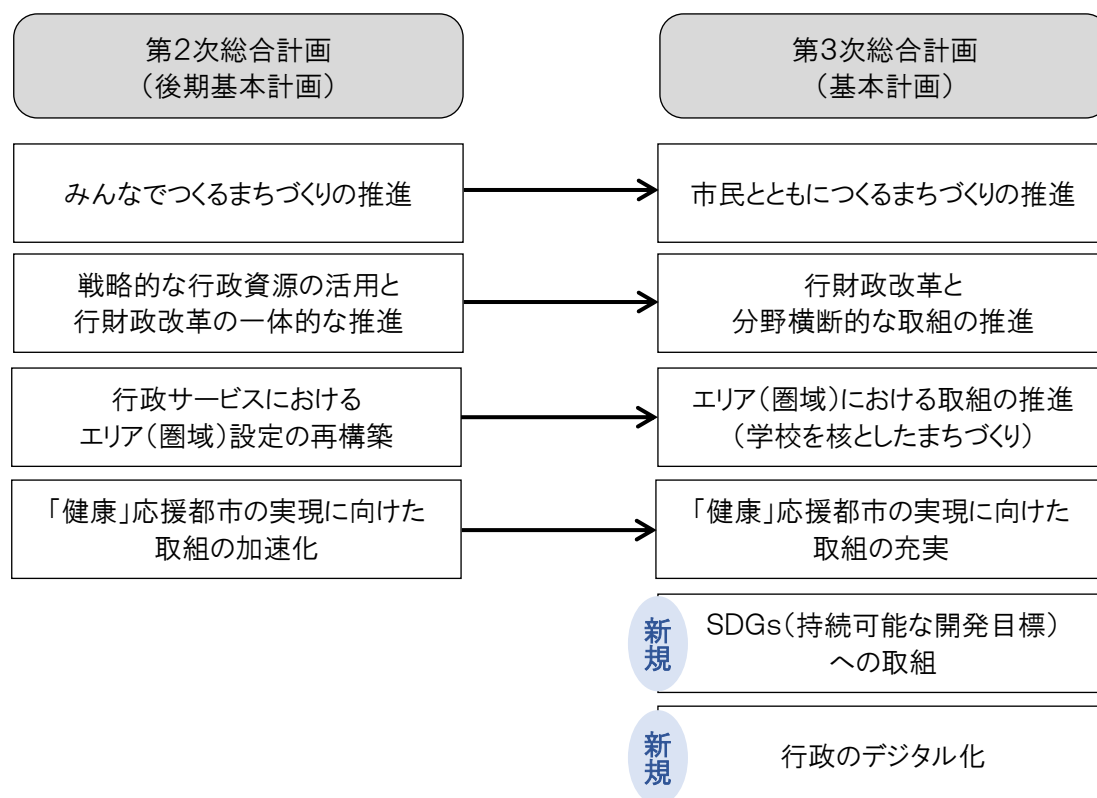 第2次総合計画
（後期基本計画）
第3次総合計画
（基本計画）
みんなでつくるまちづくりの推進
市民とともにつくるまちづくりの推進
戦略的な行政資源の活用と
行財政改革の一体的な推進
行財政改革と
分野横断的な取組の推進
行政サービスにおける
エリア（圏域）設定の再構築
エリア（圏域）における取組の推進
（学校を核としたまちづくり）
「健康」応援都市の実現に向けた
取組の加速化
「健康」応援都市の実現に向けた
取組の充実
新規
SDGs（持続可能な開発目標）
への取組
新規
行政のデジタル化